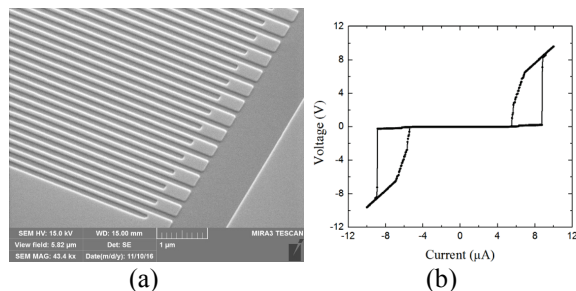 SEM HV: 15.0 kV WD: 15.00 mm MIRA3 TESCAN
View field: 5.82 µm Det: SE 1 µm
SEM MAG: 43.4 kx Date(m/d/y): 11/10/16
(a)
12
8
4
0
-4
-8
-12
Voltage (V)
-12 -8 -4 0 4 8 12
Current (µA)
(b)